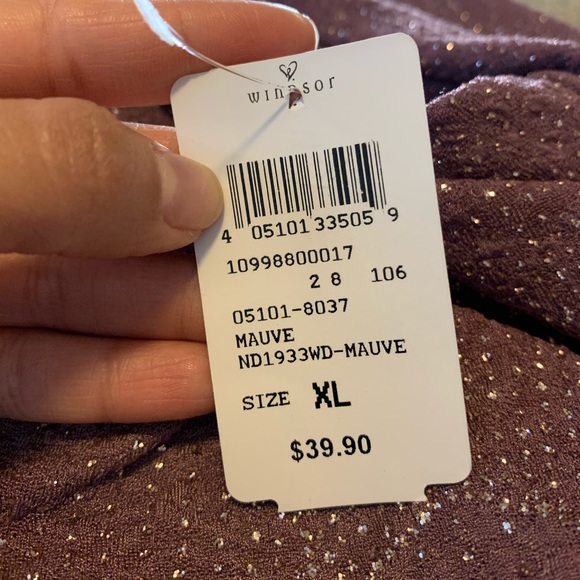 windsor
4 05101 33505 9
10998800017
2 8 106
05101-8037
MAUVE
ND1933WD-MAUVE
SIZE XL
$39.90